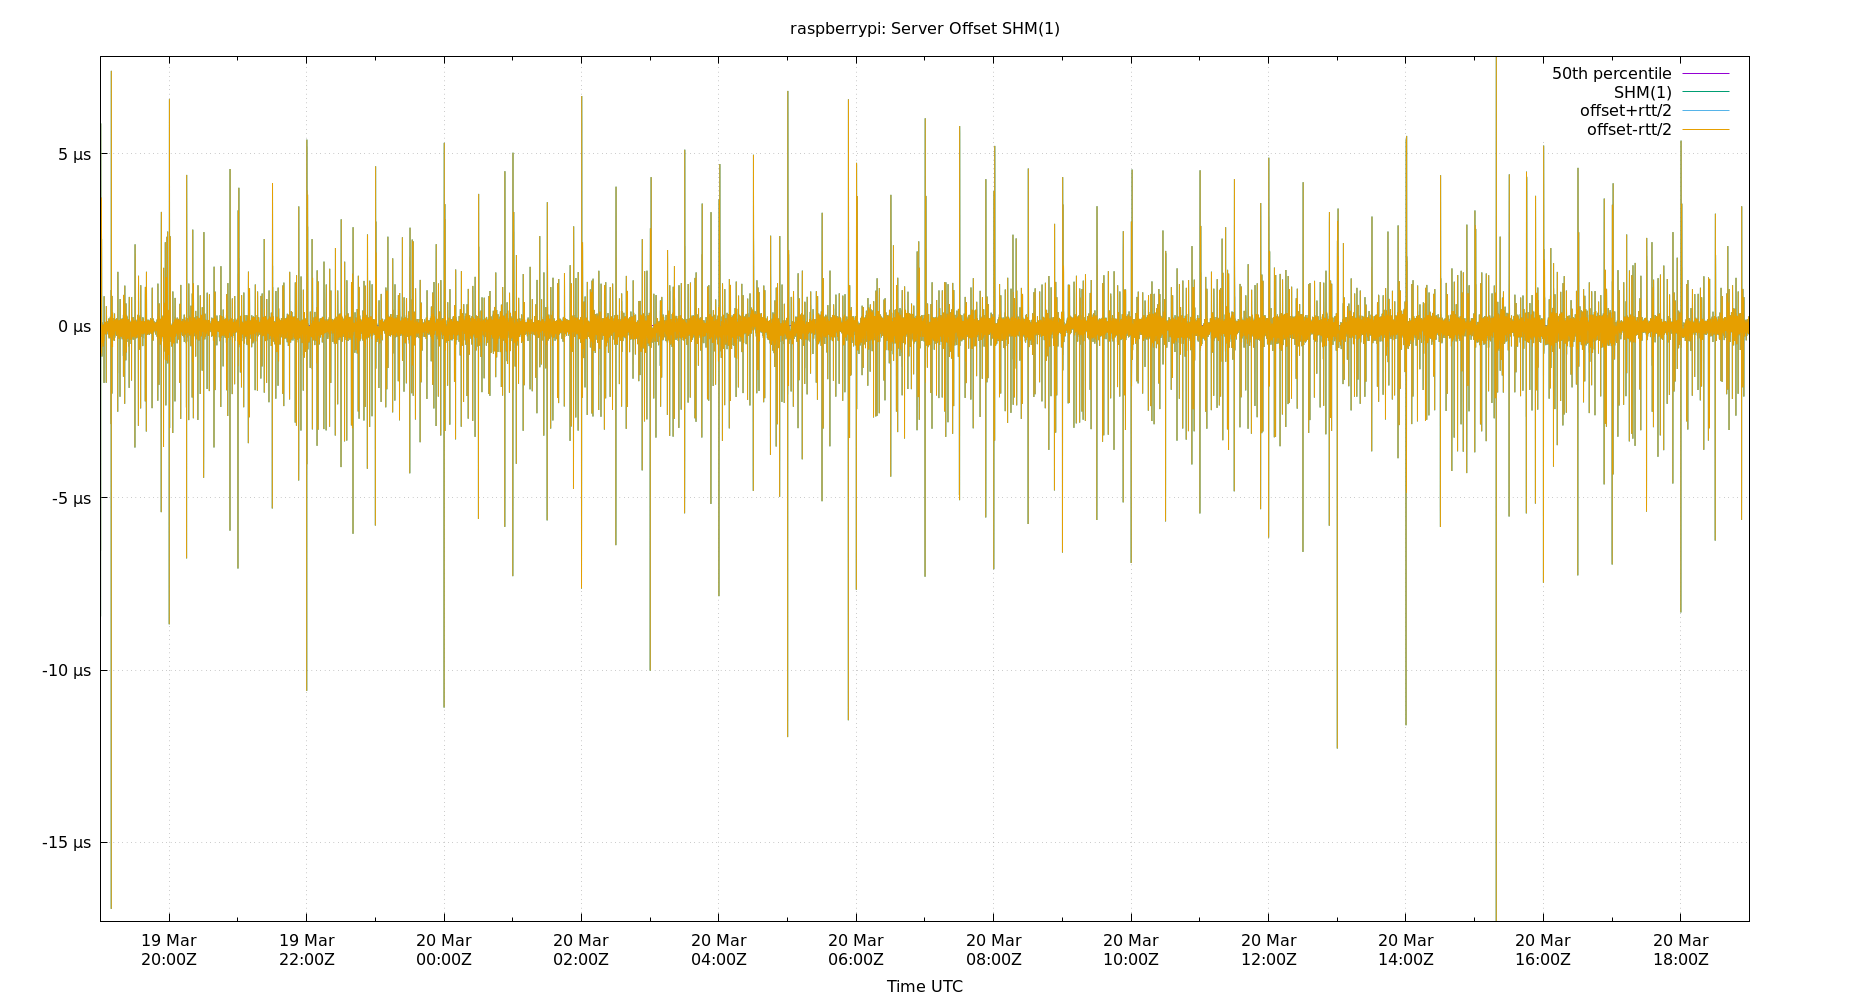 raspberrypi: Server Offset SHM(1)
50th percentile
SHM(1)
offset+rtt/2
offset-rtt/2
5 µs
0 µs
-5 µs
-10 µs
-15 µs
19 Mar 19 Mar 20 Mar 20 Mar 20 Mar 20 Mar 20 Mar 20 Mar 20 Mar 20 Mar 20 Mar 20 Mar
20:00Z 22:00Z 00:00Z 02:00Z 04:00Z 06:00Z 08:00Z 10:00Z 12:00Z 14:00Z 16:00Z 18:00Z
Time UTC